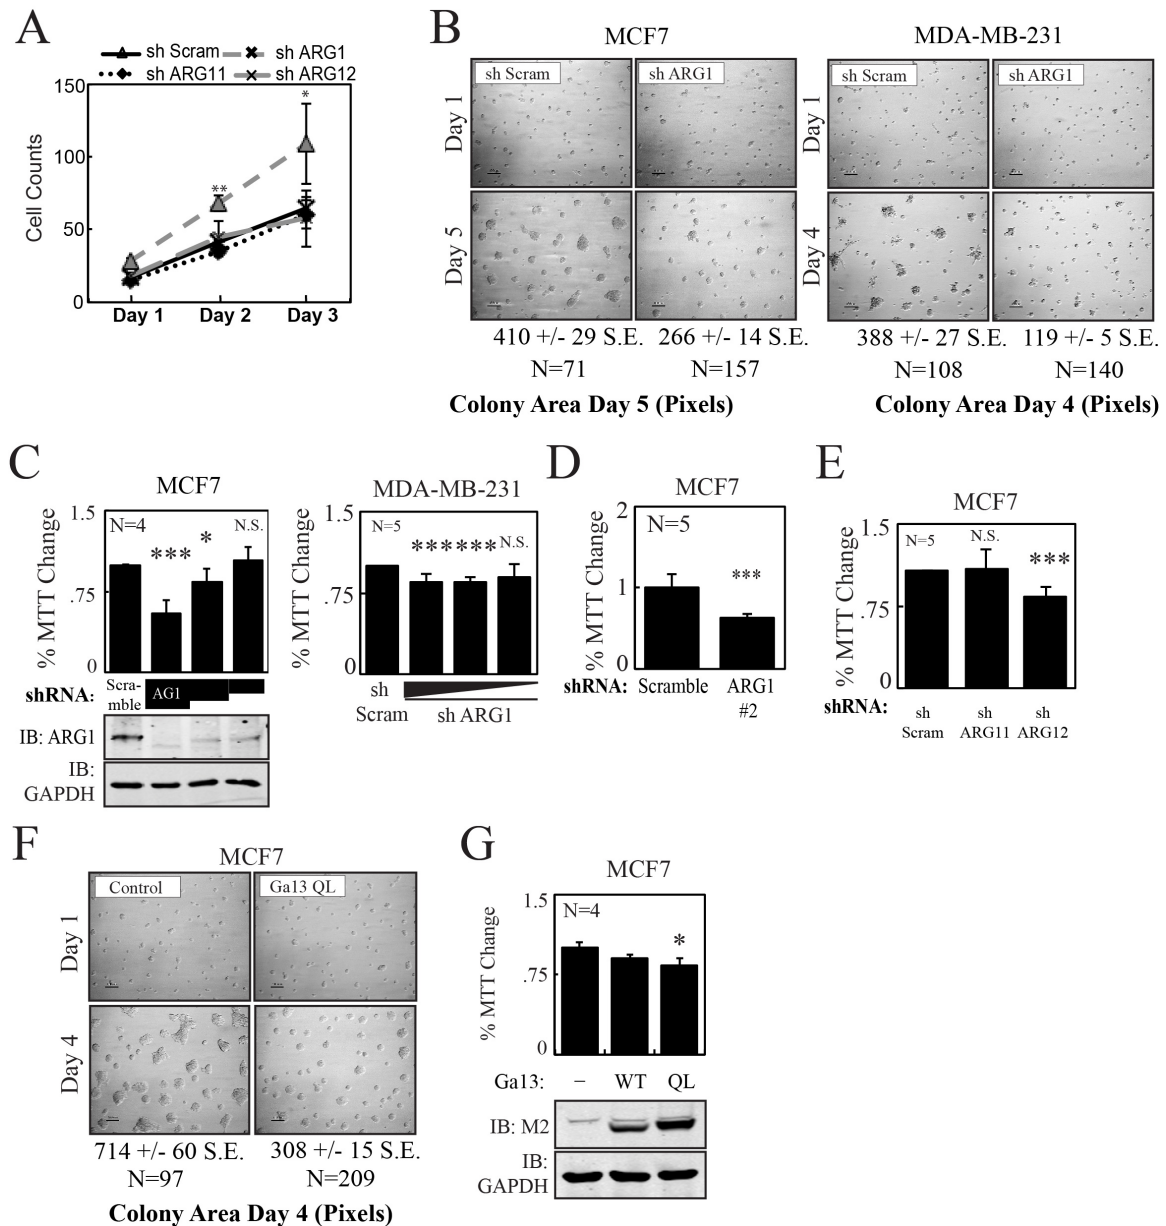 A
sh Scram
sh ARG1
sh ARG11
sh ARG12
150
100
50
0
Cell Counts
**
*
Day 1
Day 2
Day 3
B
MCF7
MDA-MB-231
sh Scram
sh ARG1
sh Scram
sh ARG1
Day 1
Day 1
Day 5
Day 4
410 +/- 29 S.E.
266 +/- 14 S.E.
388 +/- 27 S.E.
119 +/- 5 S.E.
N=71
N=157
N=108
N=140
Colony Area Day 5 (Pixels)
Colony Area Day 4 (Pixels)
C
MCF7
1.5
.75
0
% MTT Change
N=4
***
*
N.S.
shRNA:
Scra-
mble
AG1
IB: ARG1
IB:
GAPDH
MDA-MB-231
1.5
.75
0
% MTT Change
N=5
******
N.S.
sh
Scram
sh ARG1
D
MCF7
2
1
0
% MTT Change
N=5
***
shRNA:
Scramble
ARG1
#2
E
MCF7
1.5
.75
0
% MTT Change
N=5
N.S.
***
shRNA:
sh
Scram
sh
ARG11
sh
ARG12
F
MCF7
Control
Ga13 QL
Day 1
Day 4
714 +/- 60 S.E.
308 +/- 15 S.E.
N=97
N=209
Colony Area Day 4 (Pixels)
G
MCF7
1.5
.75
0
% MTT Change
N=4
*
Ga13:
–
WT
QL
IB: M2
IB:
GAPDH